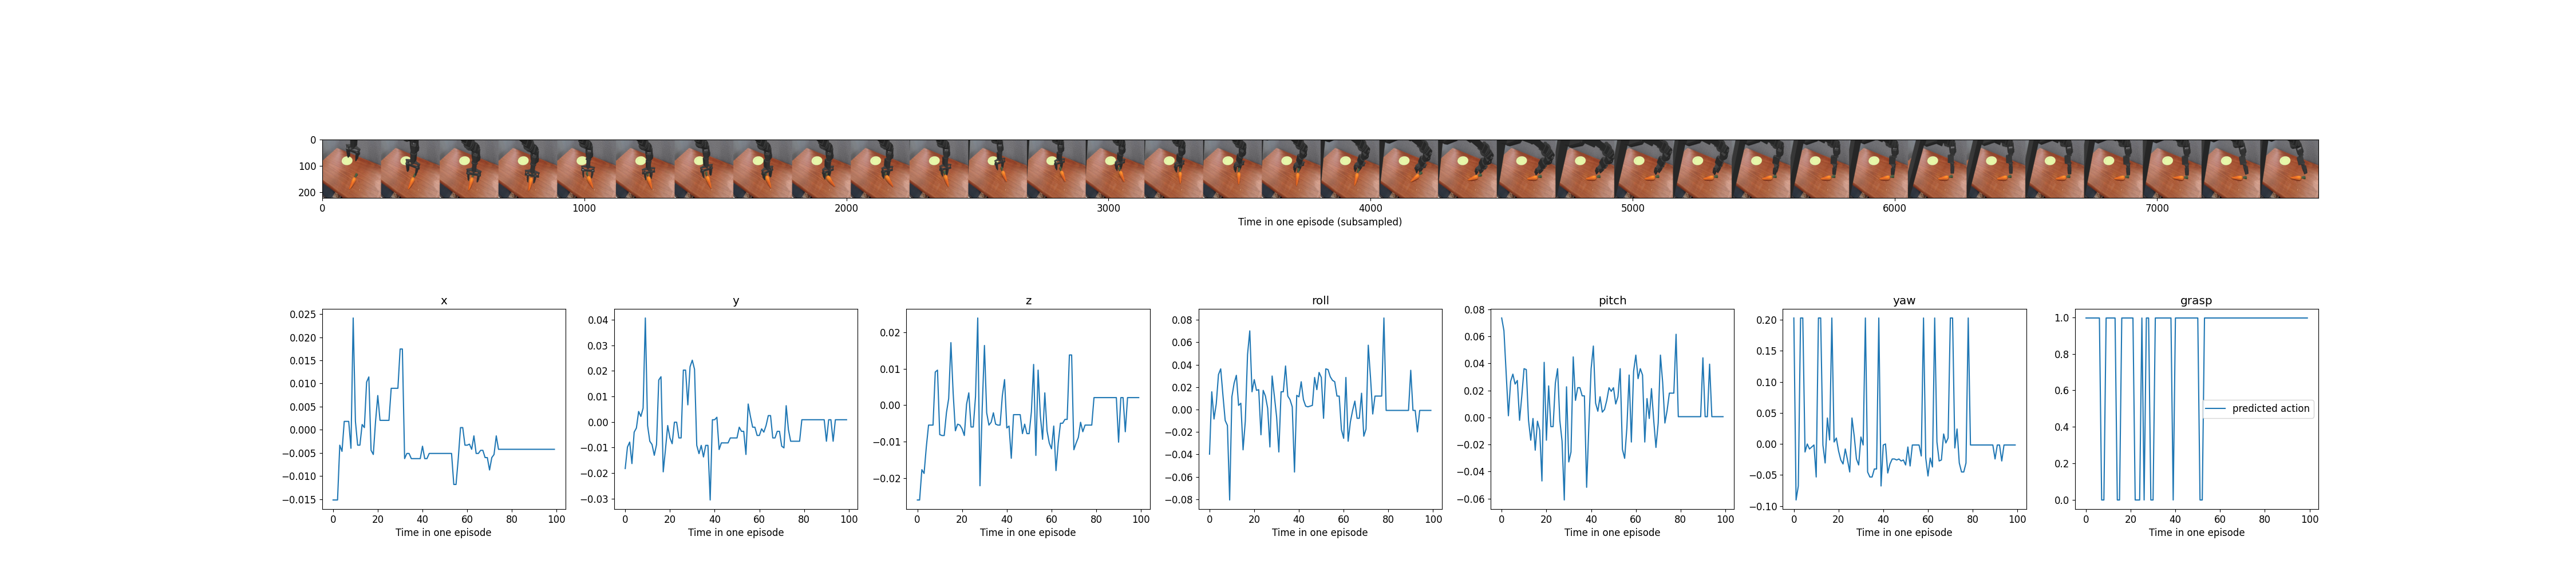 0
100
200
0 1000 2000 3000 4000 5000 6000 7000
Time in one episode (subsampled)
x
0.025
0.020
0.015
0.010
0.005
0.000
−0.005
−0.010
−0.015
0 20 40 60 80 100
Time in one episode
y
0.04
0.03
0.02
0.01
0.00
−0.01
−0.02
−0.03
0 20 40 60 80 100
Time in one episode
z
0.02
0.01
0.00
−0.01
−0.02
0 20 40 60 80 100
Time in one episode
roll
0.08
0.06
0.04
0.02
0.00
−0.02
−0.04
−0.06
−0.08
0 20 40 60 80 100
Time in one episode
pitch
0.08
0.06
0.04
0.02
0.00
−0.02
−0.04
−0.06
0 20 40 60 80 100
Time in one episode
yaw
0.20
0.15
0.10
0.05
0.00
−0.05
−0.10
0 20 40 60 80 100
Time in one episode
grasp
1.0
0.8
0.6
0.4
0.2
0.0
predicted action
0 20 40 60 80 100
Time in one episode